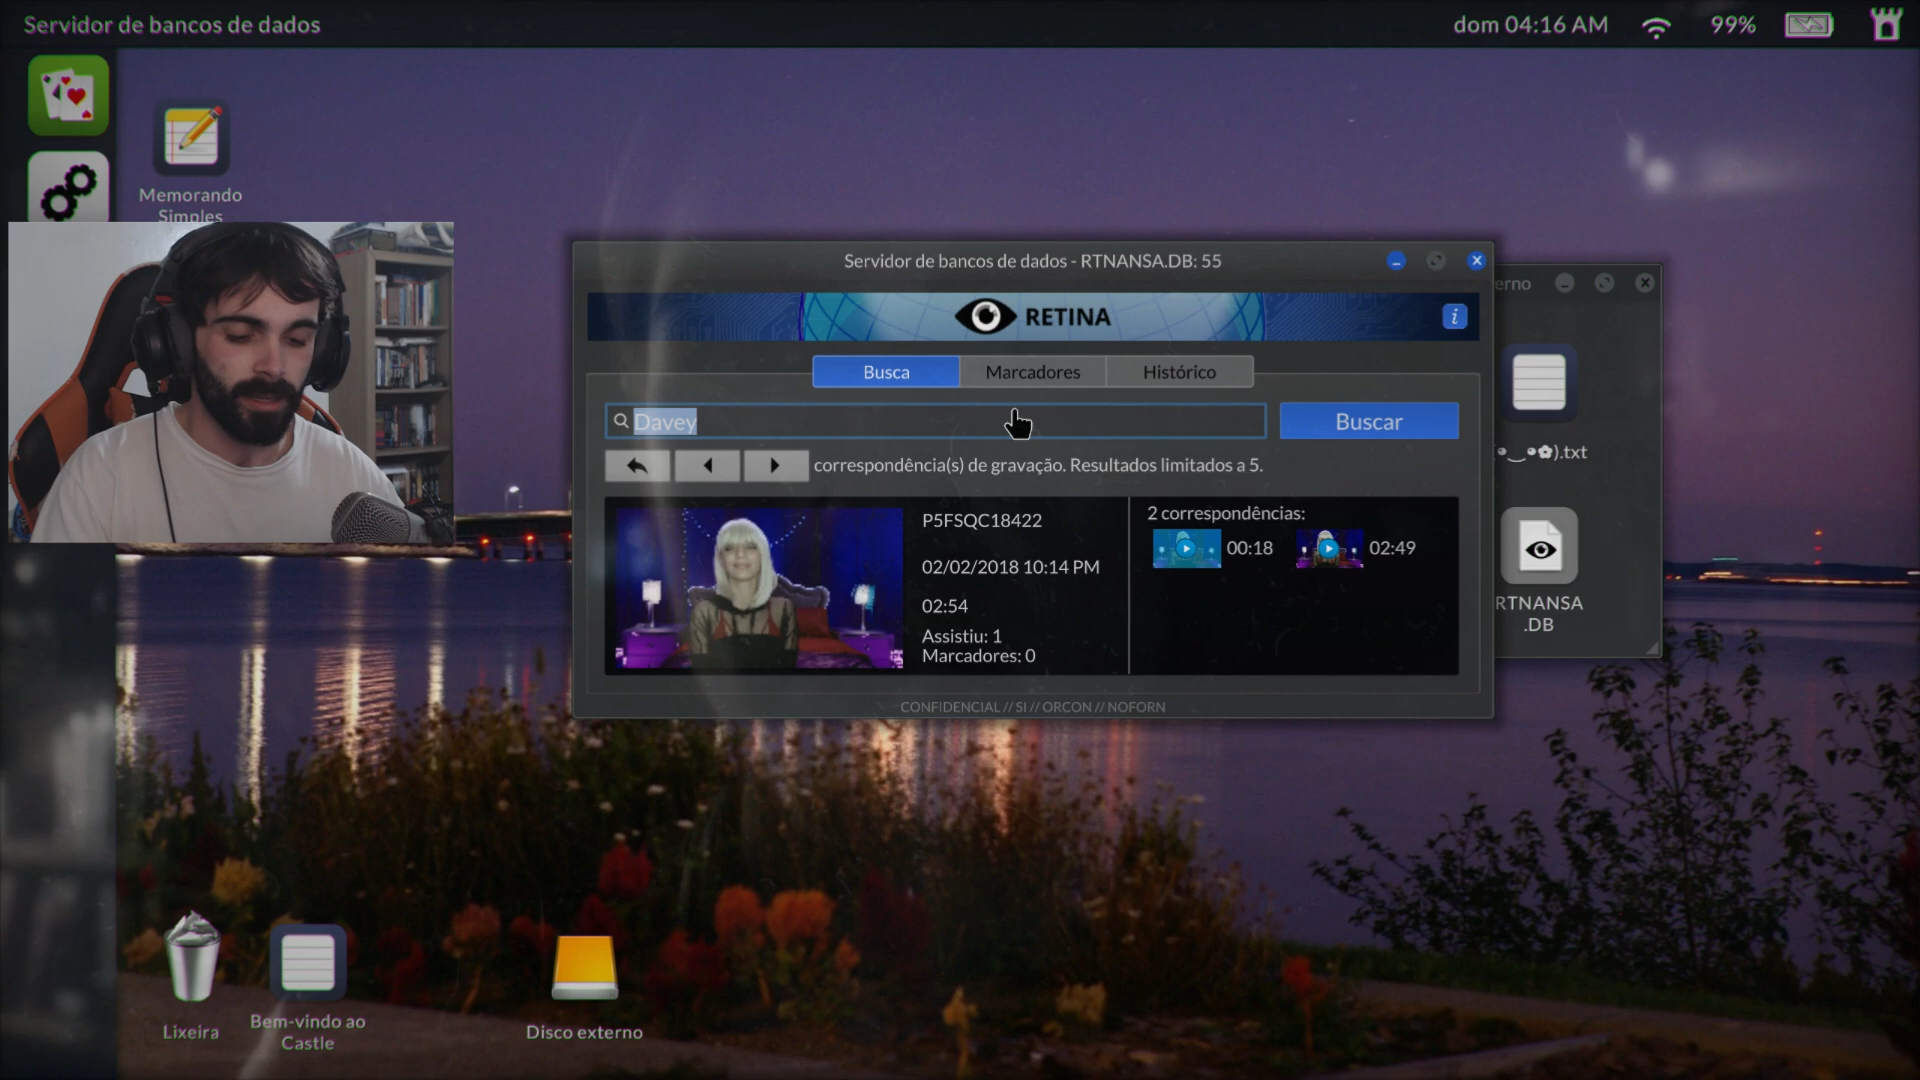 Servidor de bancos de dados
dom 04:16 AM
99%
Memorando
Simples
Servidor de bancos de dados - RTNANSA.DB: 55
RETINA
i
Busca
Marcadores
Histórico
Davey
Buscar
correspondência(s) de gravação. Resultados limitados a 5.
P5FSQC18422
02/02/2018 10:14 PM
02:54
Assistiu: 1
Marcadores: 0
2 correspondências:
00:18
02:49
CONFIDENCIAL // SI // ORCON // NOFORN
erno
.txt
RTNANSA
.DB
Lixeira
Bem-vindo ao
Castle
Disco externo